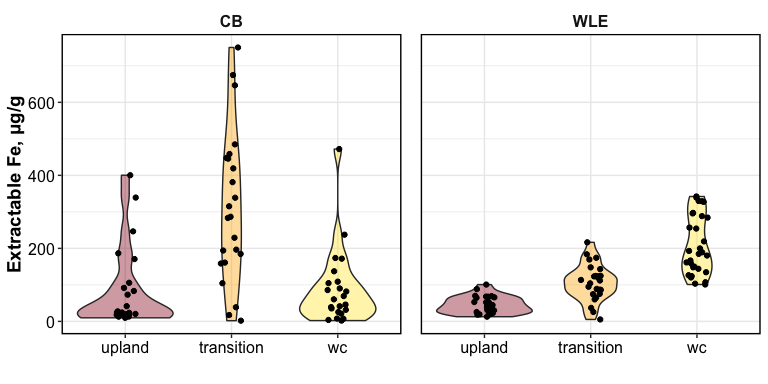 CB
WLE
Extractable Fe, µg/g
600
400
200
0
upland
transition
wc
upland
transition
wc